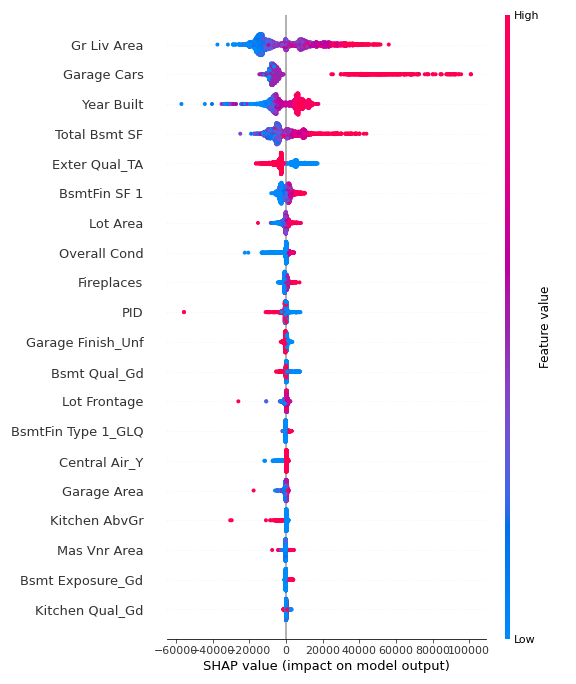 High
Gr Liv Area
Garage Cars
Year Built
Total Bsmt SF
Exter Qual_TA
BsmtFin SF 1
Lot Area
Overall Cond
Fireplaces
PID
Garage Finish_Unf
Bsmt Qual_Gd
Lot Frontage
BsmtFin Type 1_GLQ
Central Air_Y
Garage Area
Kitchen AbvGr
Mas Vnr Area
Bsmt Exposure_Gd
Kitchen Qual_Gd
Feature value
Low
−60000 −40000 −20000 0 20000 40000 60000 80000 100000
SHAP value (impact on model output)